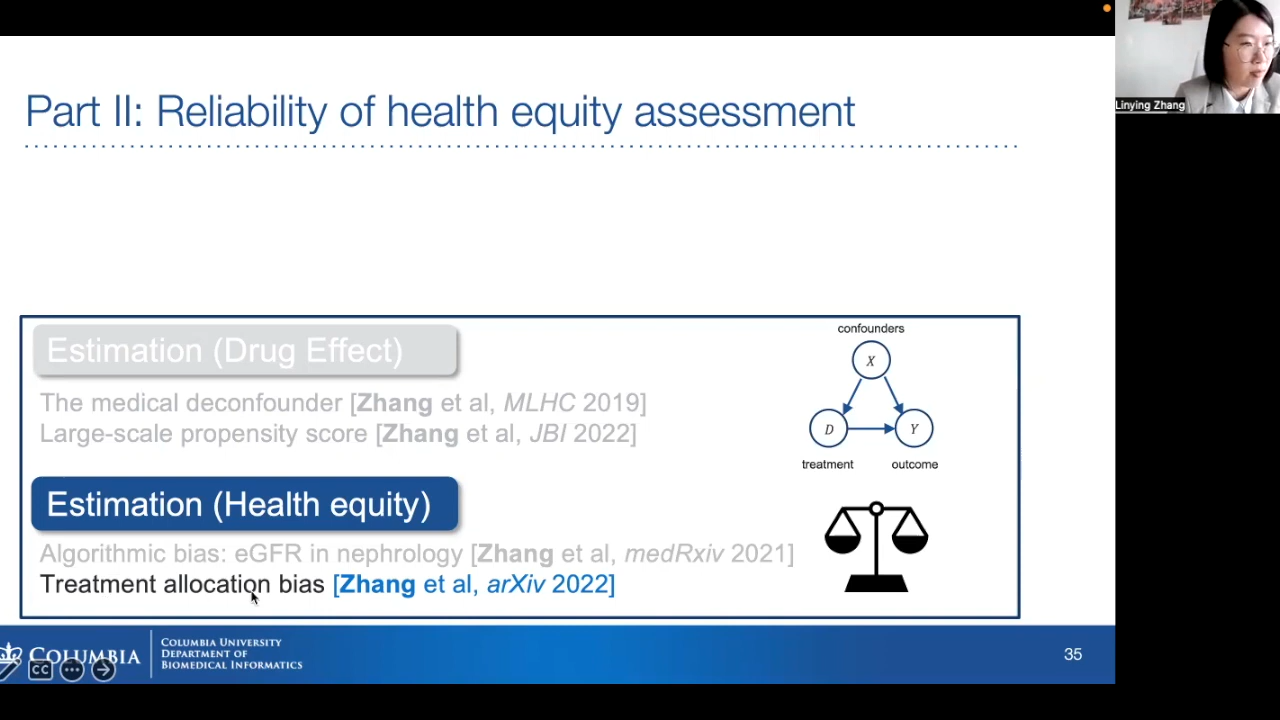 Part II: Reliability of health equity assessment
Linying Zhang
Estimation (Drug Effect)
The medical deconfounder [Zhang et al, MLHC 2019]
Large-scale propensity score [Zhang et al, JBI 2022]
confounders
X
D
Y
treatment
outcome
Estimation (Health equity)
Algorithmic bias: eGFR in nephrology [Zhang et al, medRxiv 2021]
Treatment allocation bias [Zhang et al, arXiv 2022]
COLUMBIA
COLUMBIA UNIVERSITY
DEPARTMENT OF
BIOMEDICAL INFORMATICS
CC
35